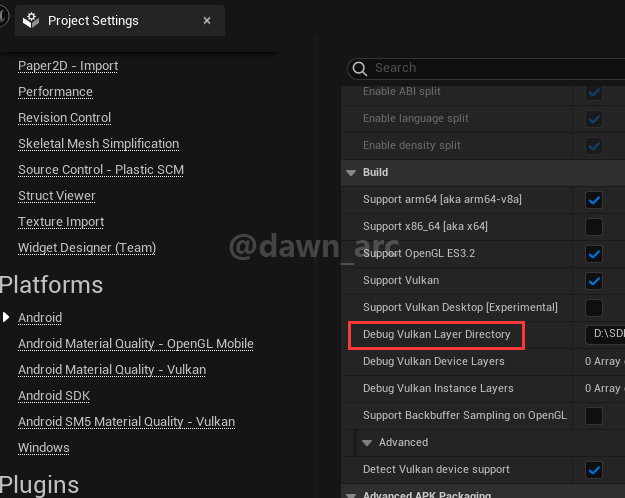 Project Settings
Paper2D - Import
Performance
Revision Control
Skeletal Mesh Simplification
Source Control - Plastic SCM
Struct Viewer
Texture Import
Widget Designer (Team)
Platforms
Android
Android Material Quality - OpenGL Mobile
Android Material Quality - Vulkan
Android SDK
Android SM5 Material Quality - Vulkan
Windows
Plugins
Search
Enable ABI split
Enable language split
Enable density split
Build
Support arm64 [aka arm64-v8a]
Support x86_64 [aka x64]
Support OpenGL ES3.2
Support Vulkan
Support Vulkan Desktop [Experimental]
Debug Vulkan Layer Directory
D:\SD
Debug Vulkan Device Layers
0 Array
Debug Vulkan Instance Layers
0 Array
Support Backbuffer Sampling on OpenGL
Advanced
Detect Vulkan device support
Advanced APK Packaging
@dawn_arc